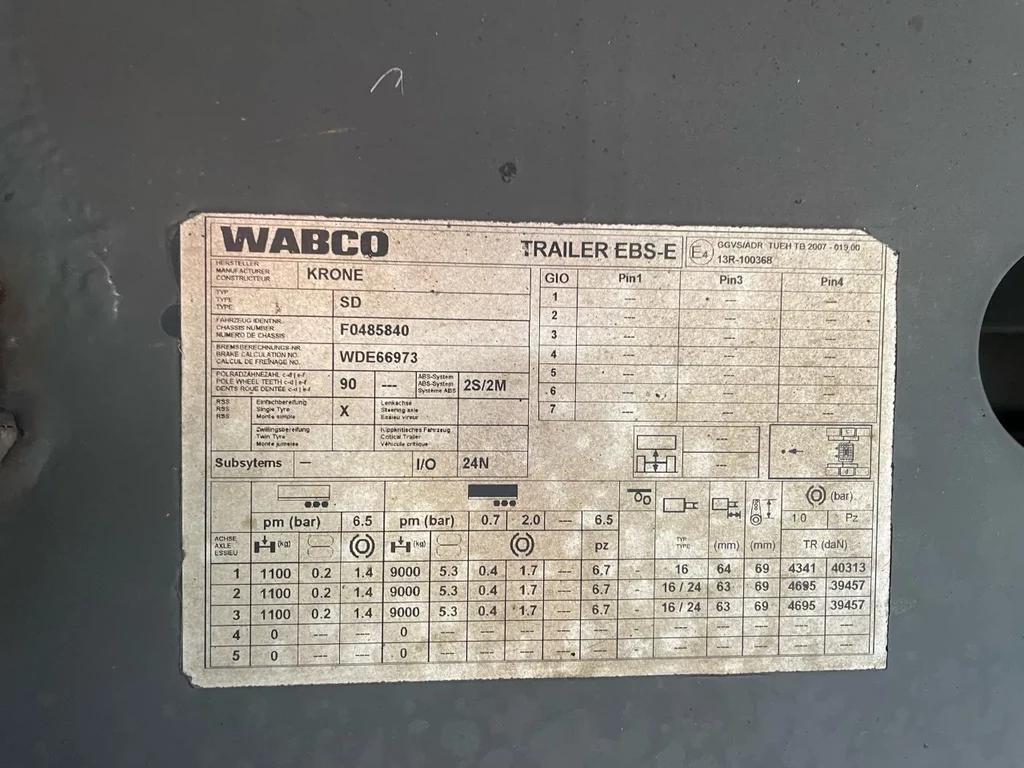 WABCO
TRAILER EBS-E
E4
GGVS/ADR TUEH TB 2007 - 019.00
13R-100368
HERSTELLER
MANUFACTURER
CONSTRUCTEUR
KRONE
TYP
TYPE
TYPE
SD
FAHRZEUG IDENTNR.
CHASSIS NUMBER
NUMERO DE CHASSIS
F0485840
BREMSBERECHNUNGS-NR.
BRAKE CALCULATION NO.
CALCUL DE FREINAGE NO.
WDE66973
POLRADZÄHNEZAHL c-d | e-f
POLE WHEEL TEETH c-d | e-f
DENTS ROUE DENTÉE c-d | e-f
90 ---
ABS-System
ABS-System
Système ABS
2S/2M
RSS
RSS
RSS
Einfachbereifung
Single Tyre
Monte simple
X
Lenkachse
Steering axle
Essieu vireur
Zwillingsbereifung
Twin Tyre
Monte jumelée
Kippkritisches Fahrzeug
Critical Trailer
Véhicule critique
Subsytems — I/O 24N
GIO Pin1 Pin3 Pin4
1 --- --- ---
2 --- --- ---
3 --- --- ---
4 --- --- ---
5 --- --- ---
6 --- --- ---
7 --- --- ---
---
---
(bar)
1.0 Pz
pm (bar) 6.5 pm (bar) 0.7 2.0 --- 6.5
ACHSE
AXLE
ESSIEU
(kg) (kg) pz
TYP
TYPE
(mm) (mm) TR (daN)
1 1100 0.2 1.4 9000 5.3 0.4 1.7 --- 6.7 - 16 64 69 4341 40313
2 1100 0.2 1.4 9000 5.3 0.4 1.7 --- 6.7 - 16 / 24 63 69 4695 39457
3 1100 0.2 1.4 9000 5.3 0.4 1.7 --- 6.7 - 16 / 24 63 69 4695 39457
4 0 --- --- 0 --- --- --- --- --- - --- --- --- --- ---
5 0 --- --- 0 --- --- --- --- --- - --- --- --- --- ---